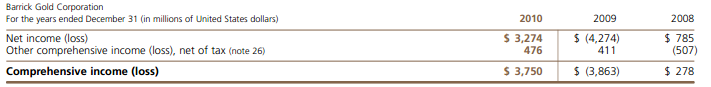 Barrick Gold Corporation
For the years ended December 31 (in millions of United States dollars) 2010 2009 2008
Net income (loss) $ 3,274 $ (4,274) $ 785
Other comprehensive income (loss), net of tax (note 26) 476 411 (507)
Comprehensive income (loss) $ 3,750 $ (3,863) $ 278